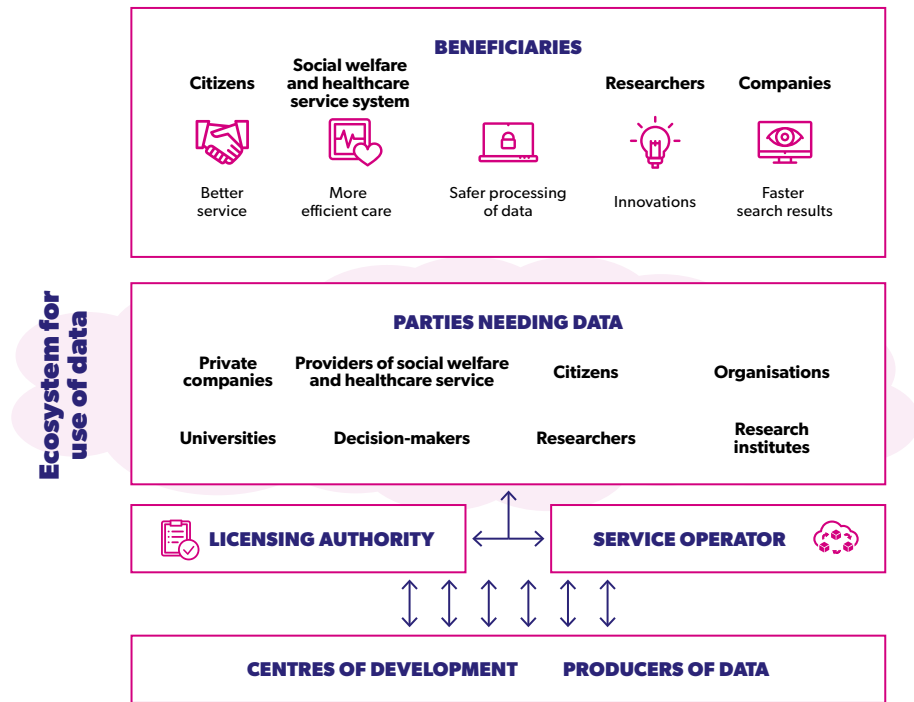 BENEFICIARIES
Citizens
Social welfare
and healthcare
service system
Researchers
Companies
Better
service
More
efficient care
Safer processing
of data
Innovations
Faster
search results
Ecosystem for
use of data
PARTIES NEEDING DATA
Private
companies
Providers of social welfare
and healthcare service
Citizens
Organisations
Universities
Decision-makers
Researchers
Research
institutes
LICENSING AUTHORITY
SERVICE OPERATOR
CENTRES OF DEVELOPMENT
PRODUCERS OF DATA